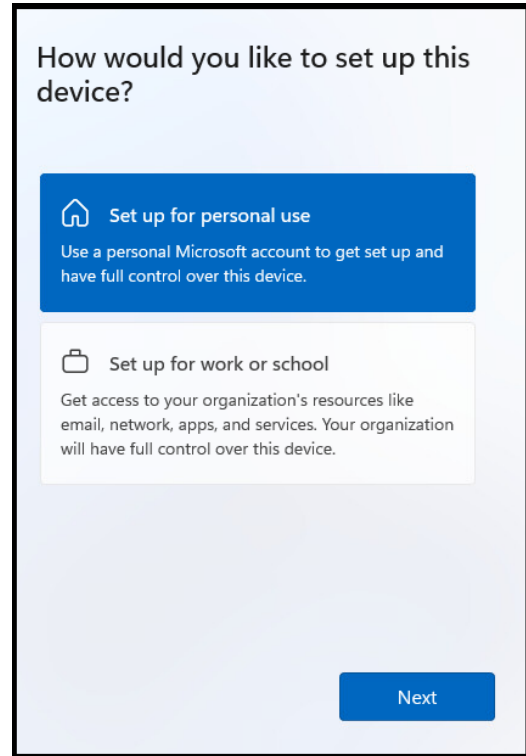 How would you like to set up this
device?
Set up for personal use
Use a personal Microsoft account to get set up and
have full control over this device.
Set up for work or school
Get access to your organization's resources like
email, network, apps, and services. Your organization
will have full control over this device.
Next